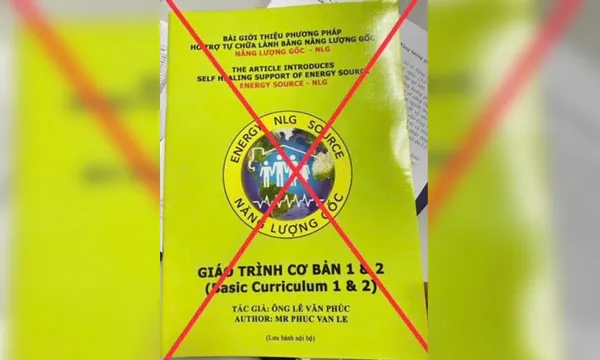 BÀI GIỚI THIỆU PHƯƠNG PHÁP
HỖ TRỢ TỰ CHỮA LÀNH BẰNG NĂNG LƯỢNG GỐC
NĂNG LƯỢNG GỐC - NLG
THE ARTICLE INTRODUCES
SELF HEALING SUPPORT OF ENERGY SOURCE
ENERGY SOURCE - NLG
ENERGY NLG SOURCE
NĂNG LƯỢNG GỐC
GIÁO TRÌNH CƠ BẢN 1 & 2
(Basic Curriculum 1 & 2)
TÁC GIẢ: ÔNG LÊ VĂN PHÚC
AUTHOR: MR PHUC VAN LE
(Lưu hành nội bộ)